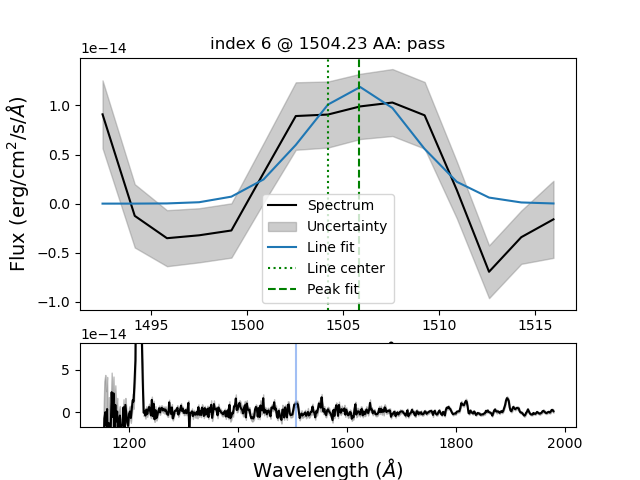 index 6 @ 1504.23 AA: pass
1e−14
Flux (erg/cm²/s/Å)
1.0
0.5
0.0
−0.5
−1.0
Spectrum
Uncertainty
Line fit
Line center
Peak fit
1495
1500
1505
1510
1515
1e−14
5
0
1200
1400
1600
1800
2000
Wavelength (Å)